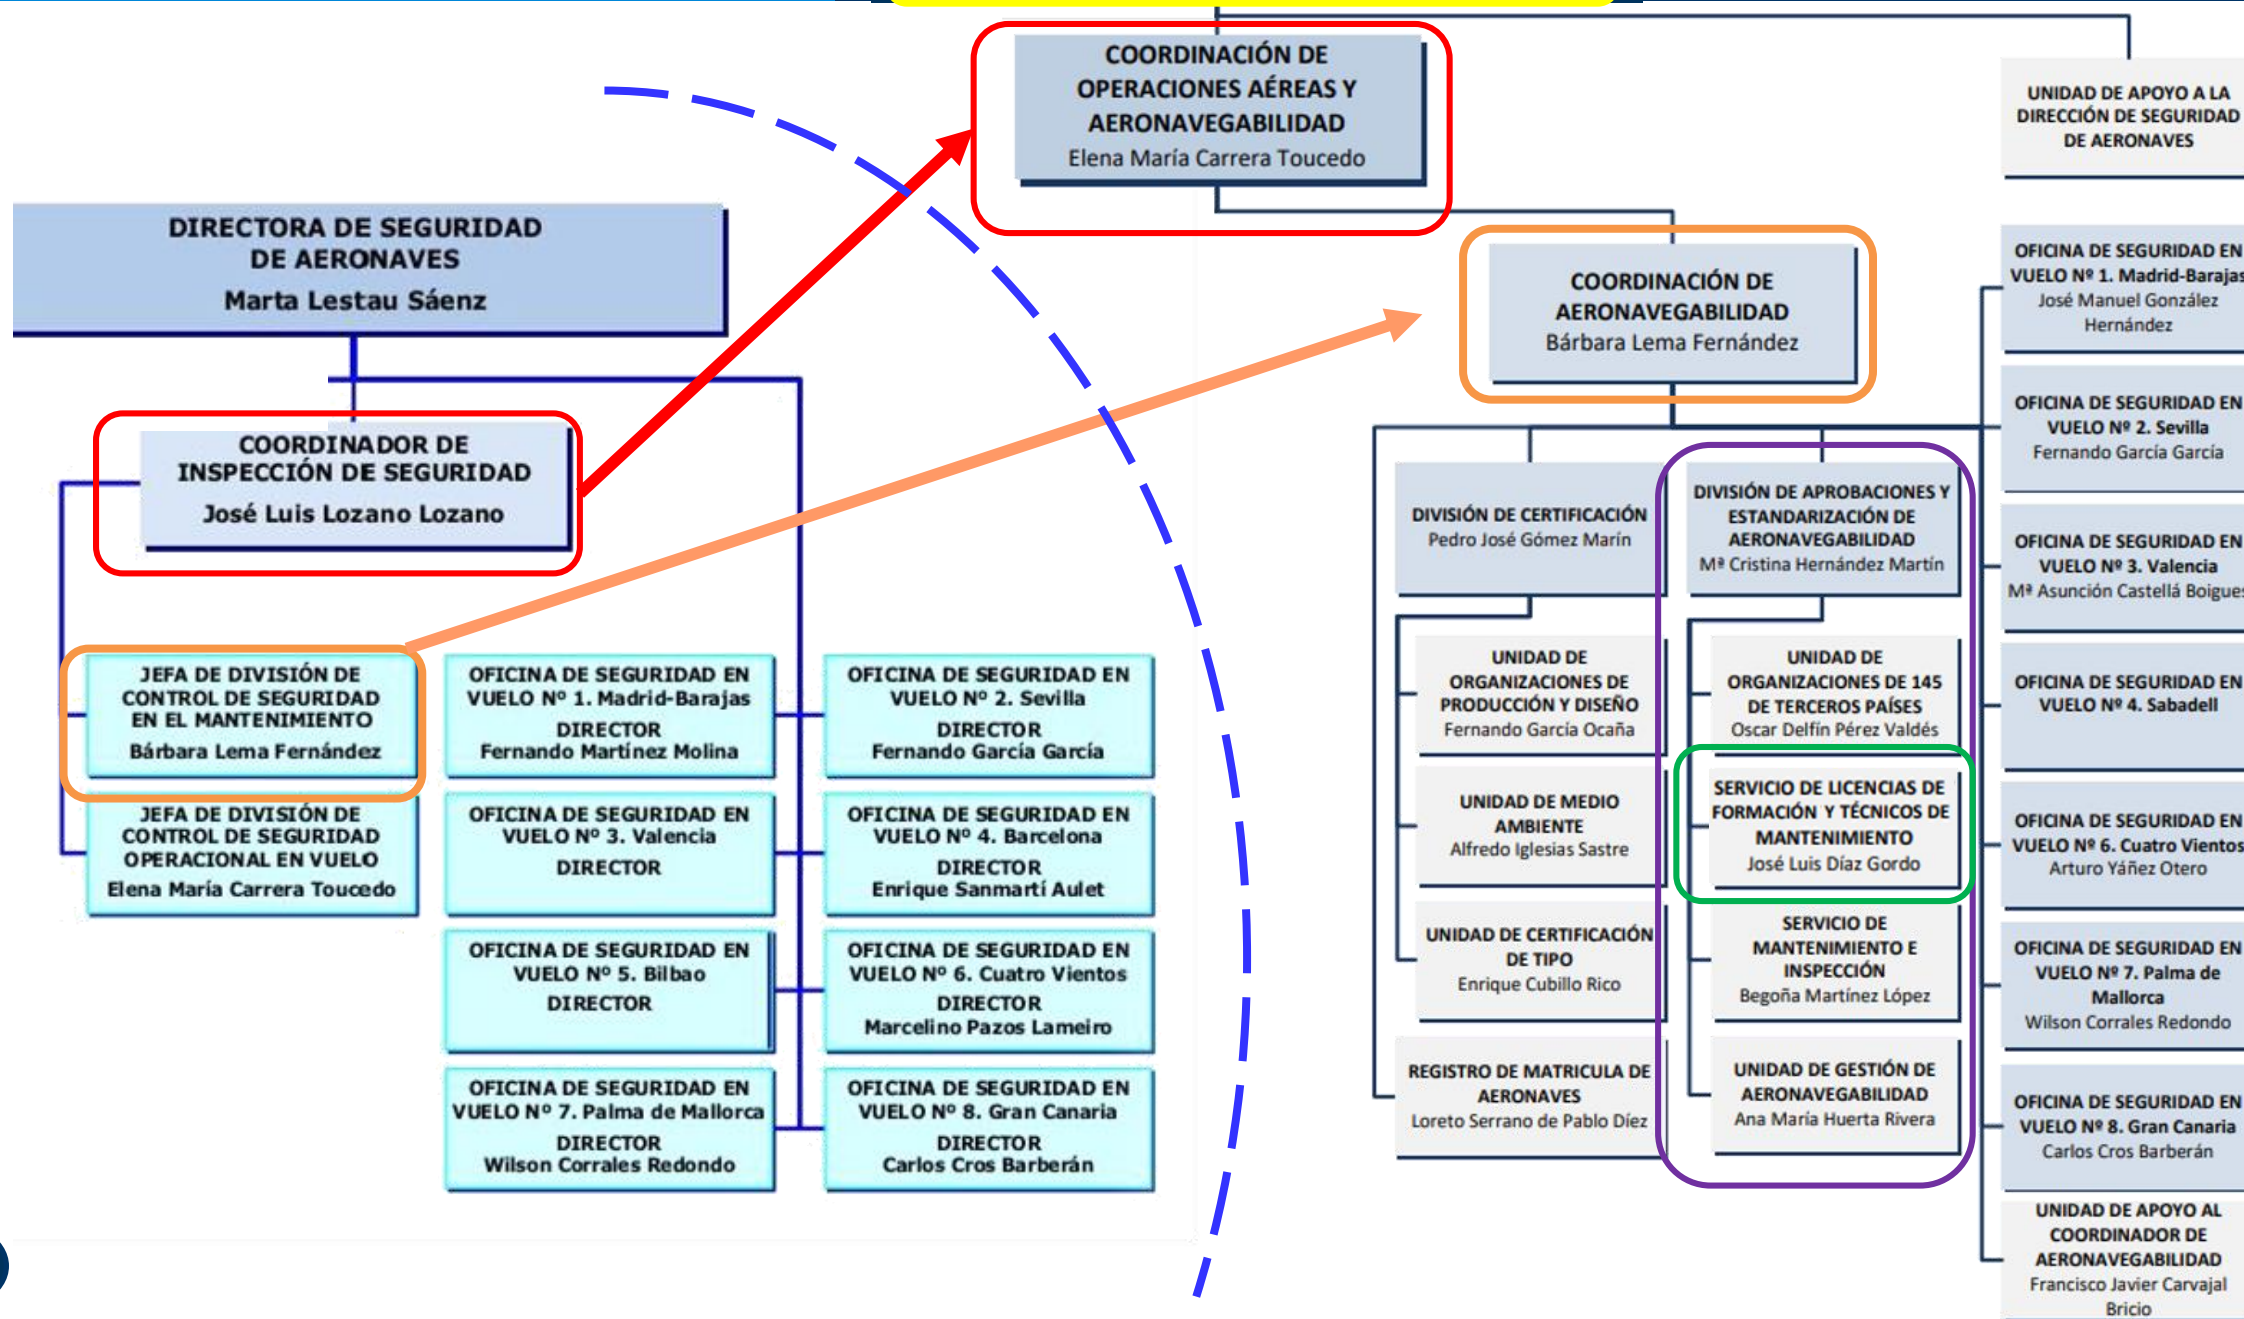 DIRECTORA DE SEGURIDAD
DE AERONAVES
Marta Lestau Sáenz
COORDINADOR DE
INSPECCIÓN DE SEGURIDAD
José Luis Lozano Lozano
JEFA DE DIVISIÓN DE
CONTROL DE SEGURIDAD
EN EL MANTENIMIENTO
Bárbara Lema Fernández
JEFA DE DIVISIÓN DE
CONTROL DE SEGURIDAD
OPERACIONAL EN VUELO
Elena María Carrera Toucedo
OFICINA DE SEGURIDAD EN
VUELO Nº 1. Madrid-Barajas
DIRECTOR
Fernando Martínez Molina
OFICINA DE SEGURIDAD EN
VUELO Nº 2. Sevilla
DIRECTOR
Fernando García García
OFICINA DE SEGURIDAD EN
VUELO Nº 3. Valencia
DIRECTOR
OFICINA DE SEGURIDAD EN
VUELO Nº 4. Barcelona
DIRECTOR
Enrique Sanmartí Aulet
OFICINA DE SEGURIDAD EN
VUELO Nº 5. Bilbao
DIRECTOR
OFICINA DE SEGURIDAD EN
VUELO Nº 6. Cuatro Vientos
DIRECTOR
Marcelino Pazos Lameiro
OFICINA DE SEGURIDAD EN
VUELO Nº 7. Palma de Mallorca
DIRECTOR
Wilson Corrales Redondo
OFICINA DE SEGURIDAD EN
VUELO Nº 8. Gran Canaria
DIRECTOR
Carlos Cros Barberán
COORDINACIÓN DE
OPERACIONES AÉREAS Y
AERONAVEGABILIDAD
Elena María Carrera Toucedo
COORDINACIÓN DE
AERONAVEGABILIDAD
Bárbara Lema Fernández
DIVISIÓN DE CERTIFICACIÓN
Pedro José Gómez Marín
UNIDAD DE
ORGANIZACIONES DE
PRODUCCIÓN Y DISEÑO
Fernando García Ocaña
UNIDAD DE MEDIO
AMBIENTE
Alfredo Iglesias Sastre
UNIDAD DE CERTIFICACIÓN
DE TIPO
Enrique Cubillo Rico
REGISTRO DE MATRICULA DE
AERONAVES
Loreto Serrano de Pablo Díez
DIVISIÓN DE APROBACIONES Y
ESTANDARIZACIÓN DE
AERONAVEGABILIDAD
Mª Cristina Hernández Martín
UNIDAD DE
ORGANIZACIONES DE 145
DE TERCEROS PAÍSES
Oscar Delfín Pérez Valdés
SERVICIO DE LICENCIAS DE
FORMACIÓN Y TÉCNICOS DE
MANTENIMIENTO
José Luis Díaz Gordo
SERVICIO DE
MANTENIMIENTO E
INSPECCIÓN
Begoña Martínez López
UNIDAD DE GESTIÓN DE
AERONAVEGABILIDAD
Ana María Huerta Rivera
UNIDAD DE APOYO A LA
DIRECCIÓN DE SEGURIDAD
DE AERONAVES
OFICINA DE SEGURIDAD EN
VUELO Nº 1. Madrid-Barajas
José Manuel González
Hernández
OFICINA DE SEGURIDAD EN
VUELO Nº 2. Sevilla
Fernando García García
OFICINA DE SEGURIDAD EN
VUELO Nº 3. Valencia
Mª Asunción Castellá Boigues
OFICINA DE SEGURIDAD EN
VUELO Nº 4. Sabadell
OFICINA DE SEGURIDAD EN
VUELO Nº 6. Cuatro Vientos
Arturo Yáñez Otero
OFICINA DE SEGURIDAD EN
VUELO Nº 7. Palma de
Mallorca
Wilson Corrales Redondo
OFICINA DE SEGURIDAD EN
VUELO Nº 8. Gran Canaria
Carlos Cros Barberán
UNIDAD DE APOYO AL
COORDINADOR DE
AERONAVEGABILIDAD
Francisco Javier Carvajal
Bricio